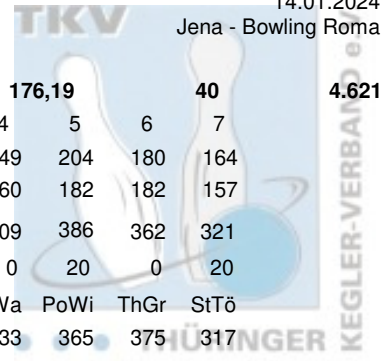 TKV
14.01.2024
Jena - Bowling Roma
176,19 40 4.621
4 5 6 7
49 204 180 164
60 182 182 157
09 386 362 321
0 20 0 20
Wa PoWi ThGr StTö
33 365 375 317
THÜRINGER KEGLER-VERBAND e.V.